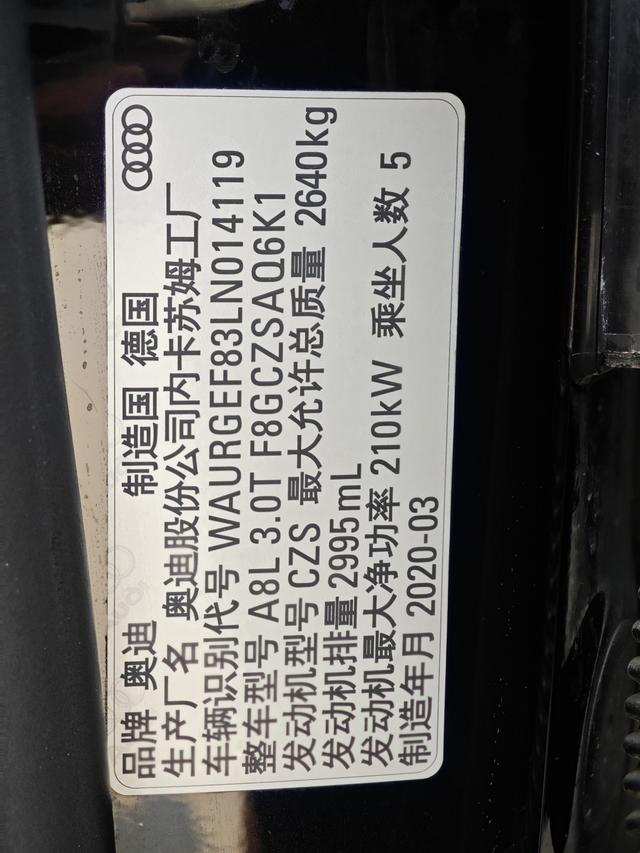 品牌 奥迪 制造国 德国
生产厂名 奥迪股份公司内卡苏姆工厂
车辆识别代号 WAURGEF83LN014119
整车型号 A8L 3.0T F8GCZSAQ6K1
发动机型号 CZS 最大允许总质量 2640kg
发动机排量 2995mL
发动机最大净功率 210kW 乘坐人数 5
制造年月 2020-03